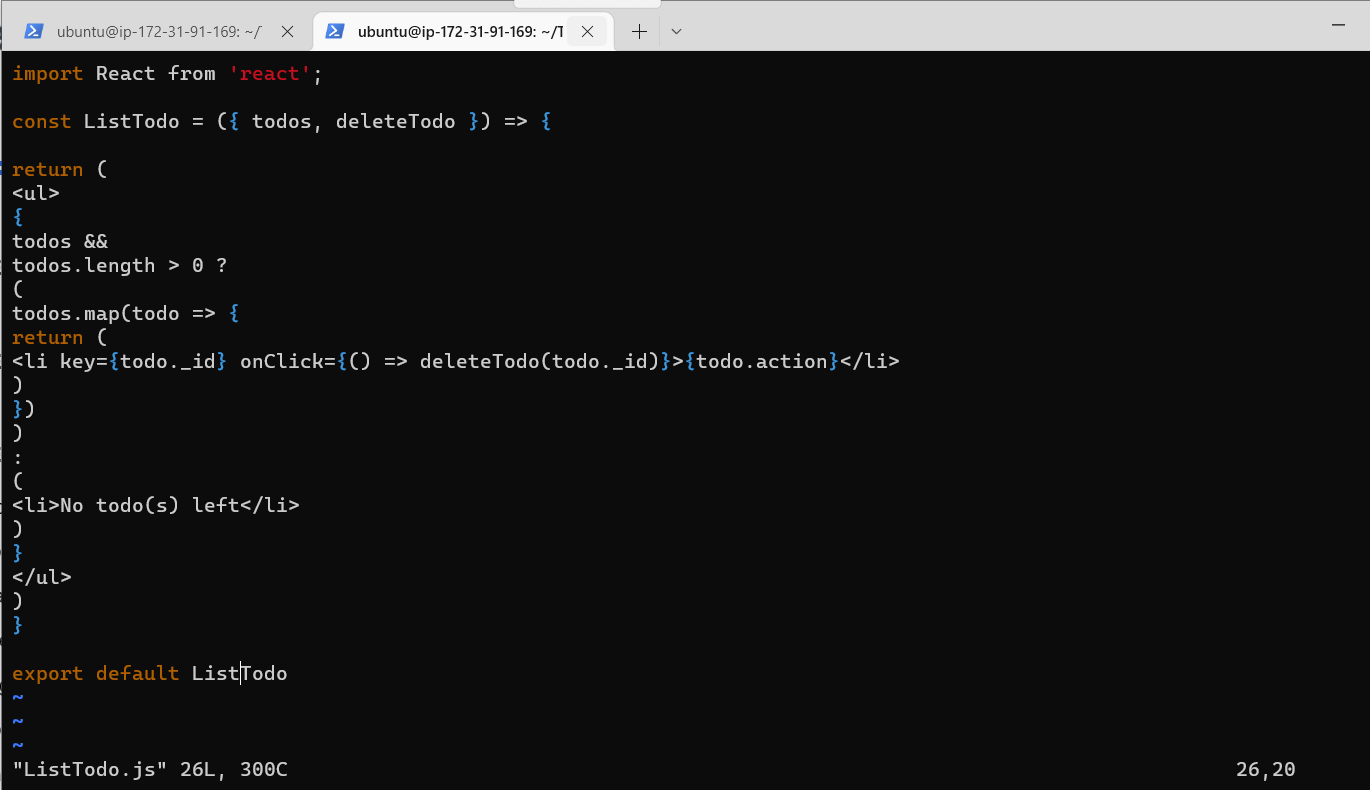 ubuntu@ip-172-31-91-169: ~/
ubuntu@ip-172-31-91-169: ~/T
import React from 'react';
const ListTodo = ({ todos, deleteTodo }) => {
return (
<ul>
{
todos &&
todos.length > 0 ?
(
todos.map(todo => {
return (
<li key={todo._id} onClick={() => deleteTodo(todo._id)}>{todo.action}</li>
)
})
)
:
(
<li>No todo(s) left</li>
)
}
</ul>
)
}
export default ListTodo
~
~
~
"ListTodo.js" 26L, 300C 26,20